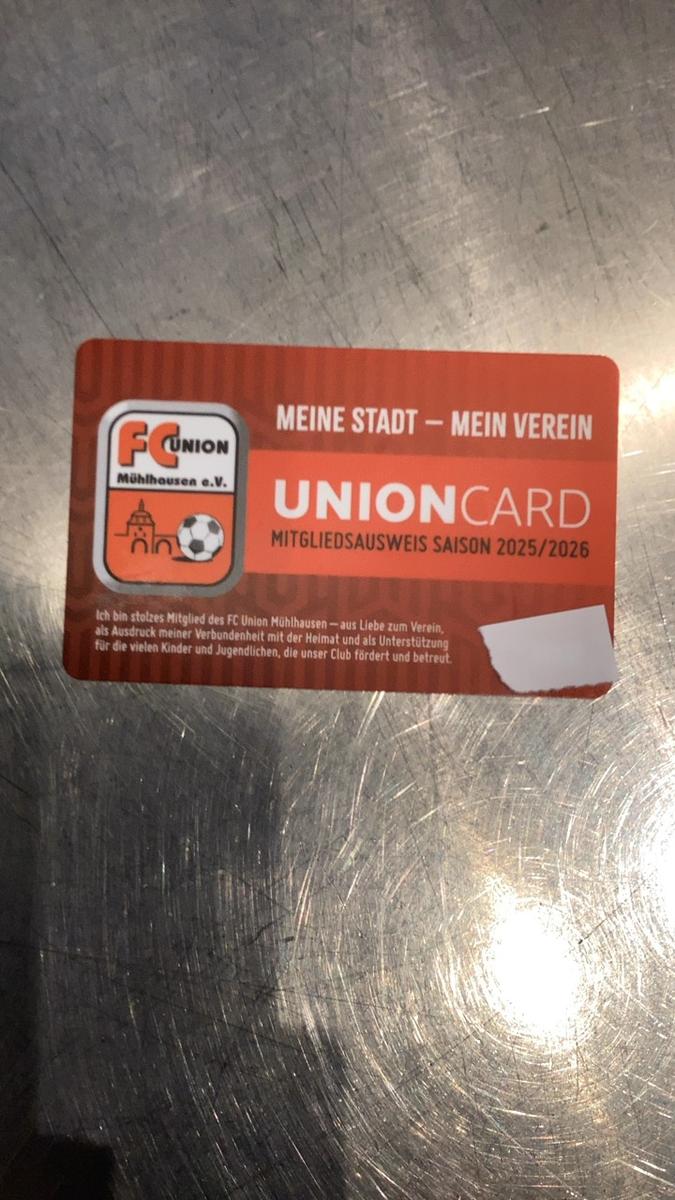 FC UNION
Mühlhausen e.V.
MEINE STADT – MEIN VEREIN
UNIONCARD
MITGLIEDSAUSWEIS SAISON 2025/2026
Ich bin stolzes Mitglied des FC Union Mühlhausen – aus Liebe zum Verein,
als Ausdruck meiner Verbundenheit mit der Heimat und als Unterstützung
für die vielen Kinder und Jugendlichen, die unser Club fördert und betreut.